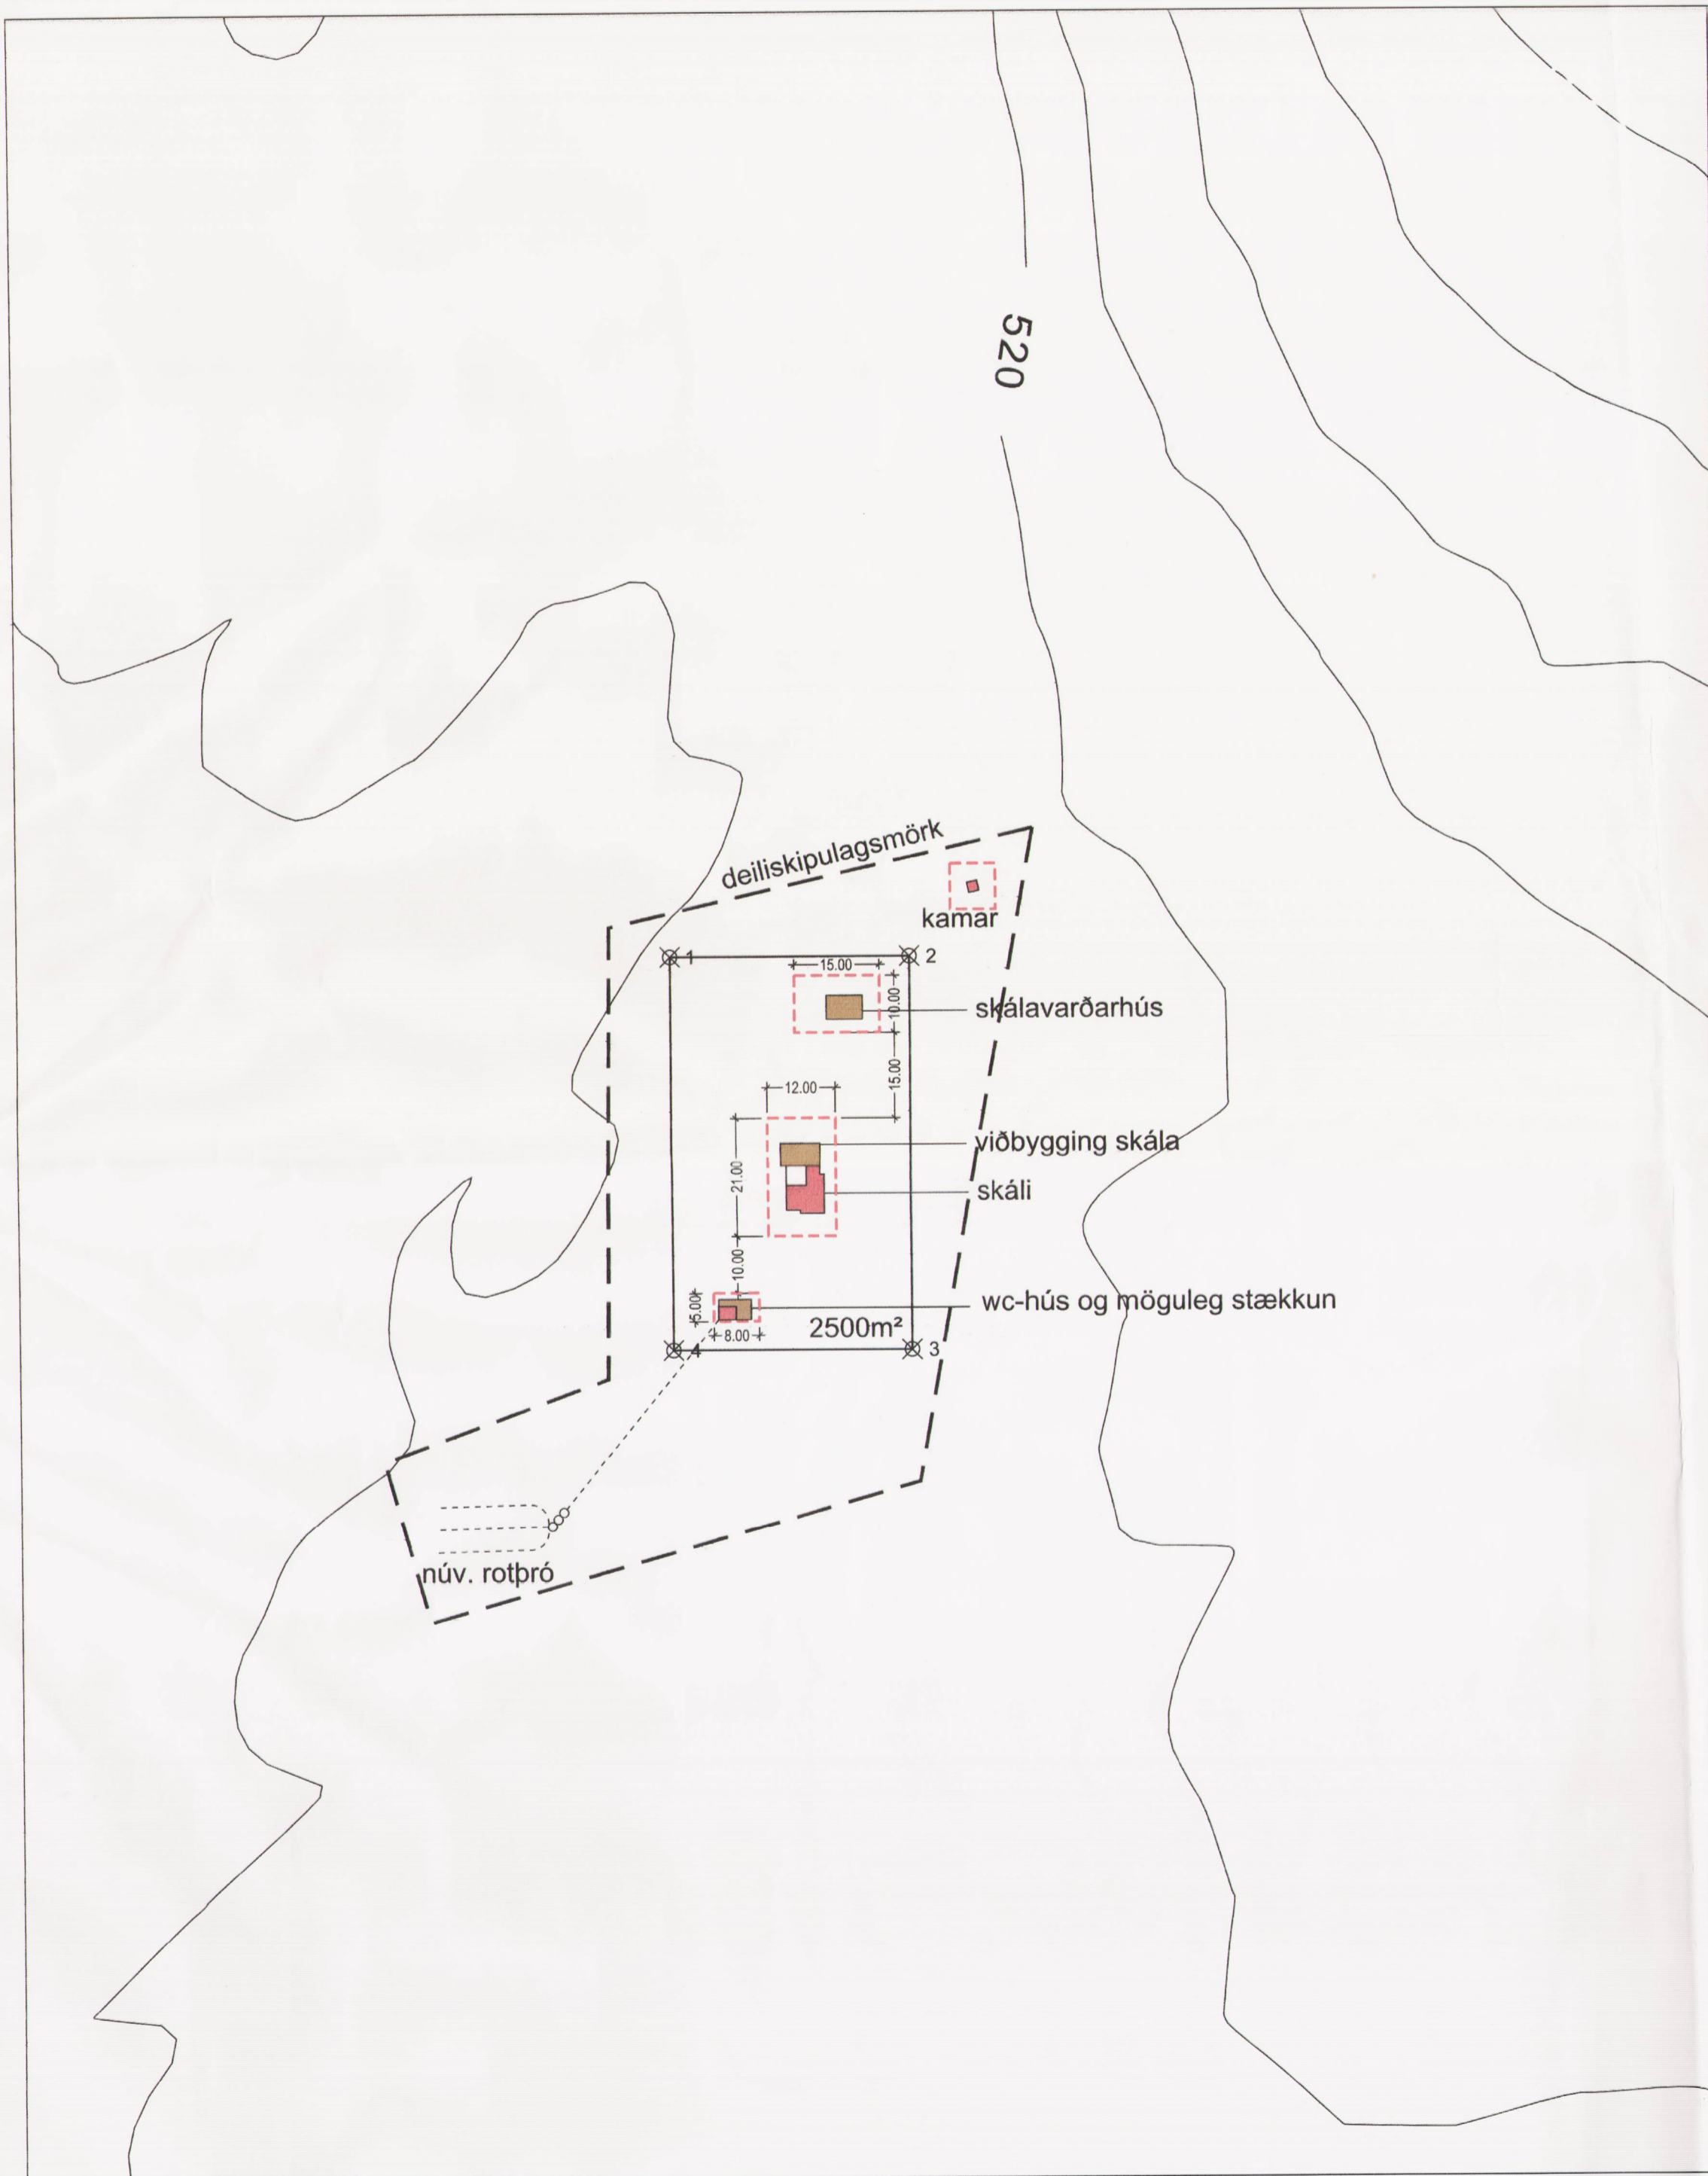 520
deiliskipulagsmörk
kamar
1
2
15.00
10.00
skálavarðarhús
15.00
12.00
viðbygging skála
21.00
skáli
10.00
5.00
wc-hús og möguleg stækkun
8.00
2500m²
4
3
núv. rotþró